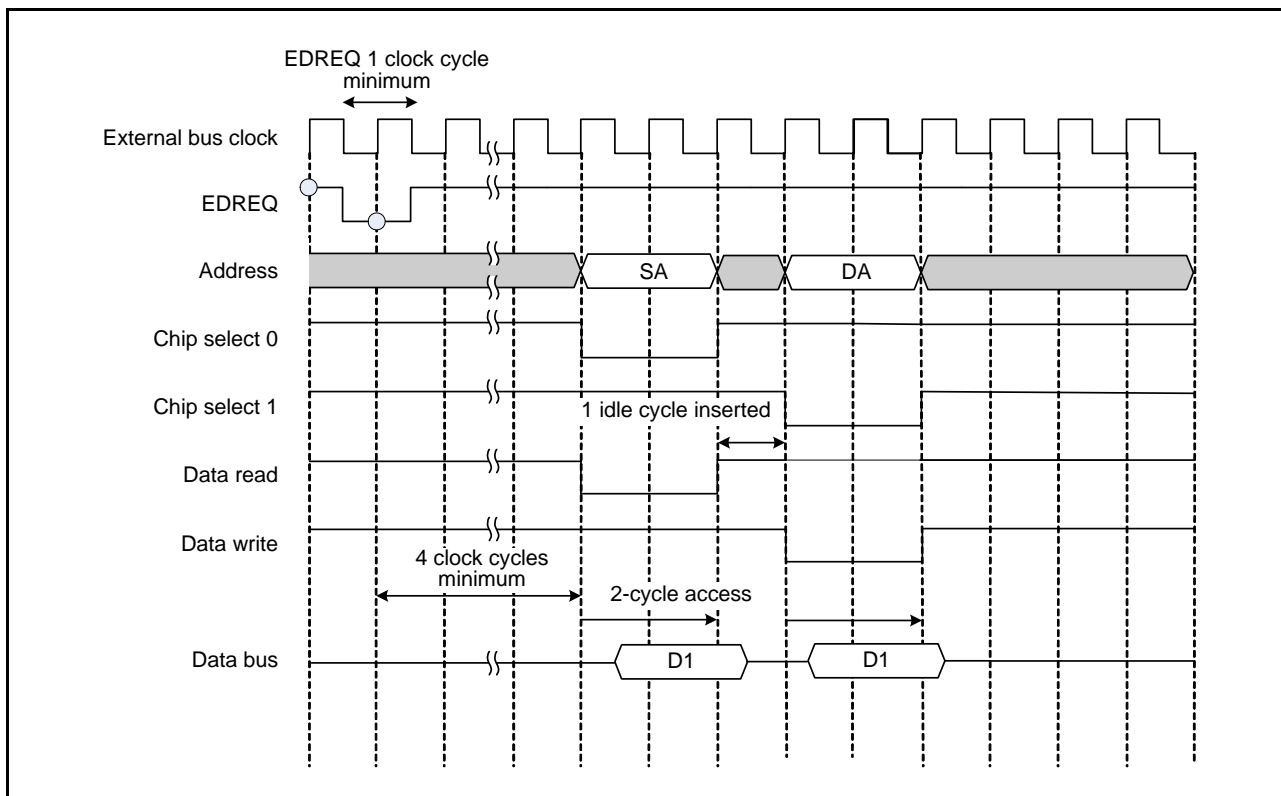 EDREQ 1 clock cycle
minimum
External bus clock
EDREQ
Address
SA
DA
Chip select 0
Chip select 1
1 idle cycle inserted
Data read
Data write
4 clock cycles
minimum
2-cycle access
Data bus
D1
D1